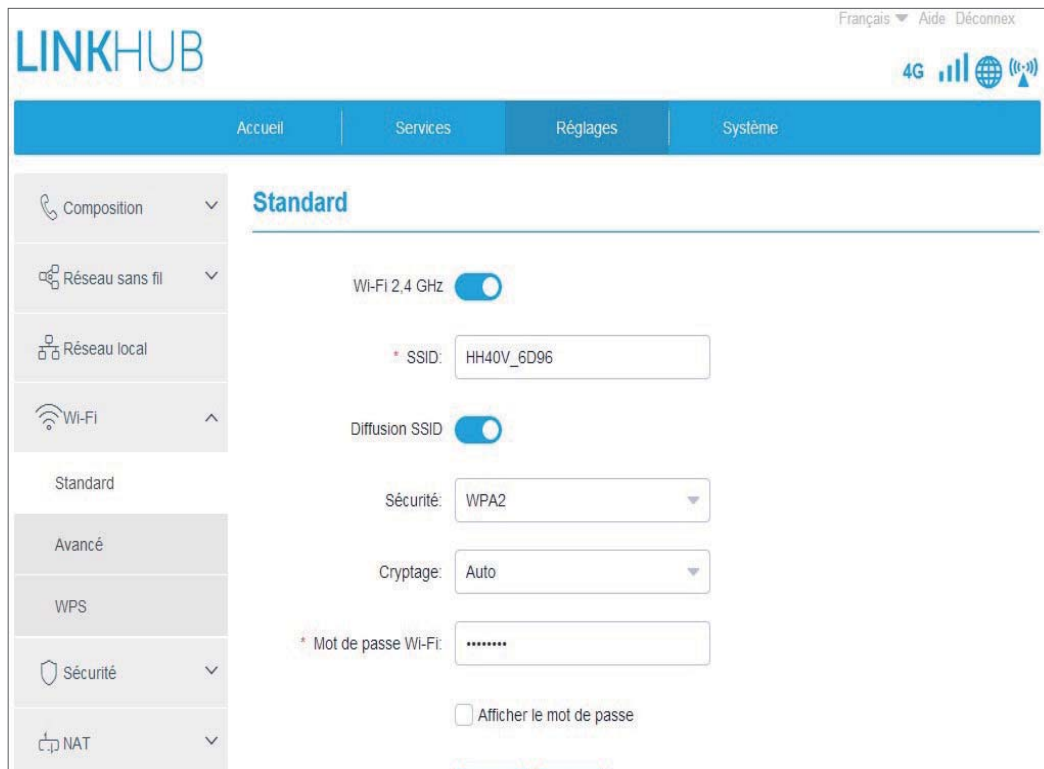 Français Aide Déconnex
LINKHUB
4G
Accueil Services Réglages Système
Composition
Réseau sans fil
Réseau local
Wi-Fi
Standard
Avancé
WPS
Sécurité
NAT
Standard
Wi-Fi 2,4 GHz
* SSID: HH40V_6D96
Diffusion SSID
Sécurité: WPA2
Cryptage: Auto
* Mot de passe Wi-Fi: ••••••••
Afficher le mot de passe